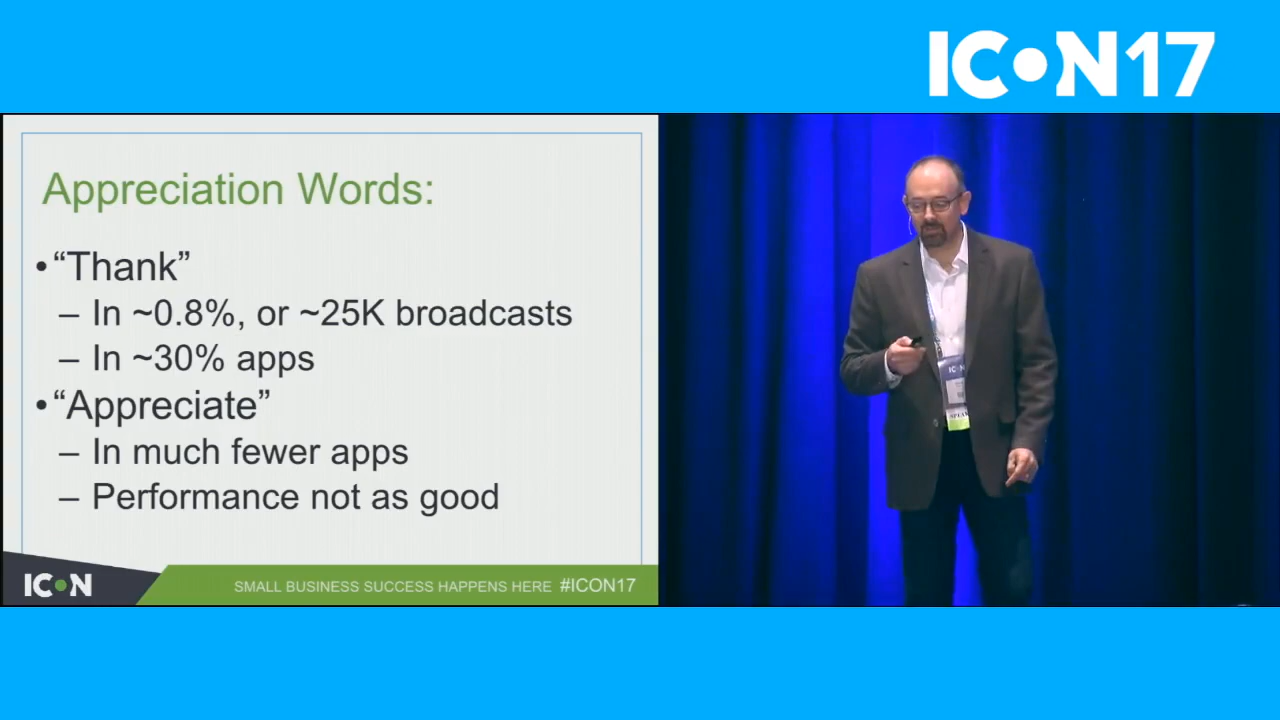 ICON17
Appreciation Words:
•“Thank”
– In ~0.8%, or ~25K broadcasts
– In ~30% apps
•“Appreciate”
– In much fewer apps
– Performance not as good
ICON
SMALL BUSINESS SUCCESS HAPPENS HERE #ICON17
ICON